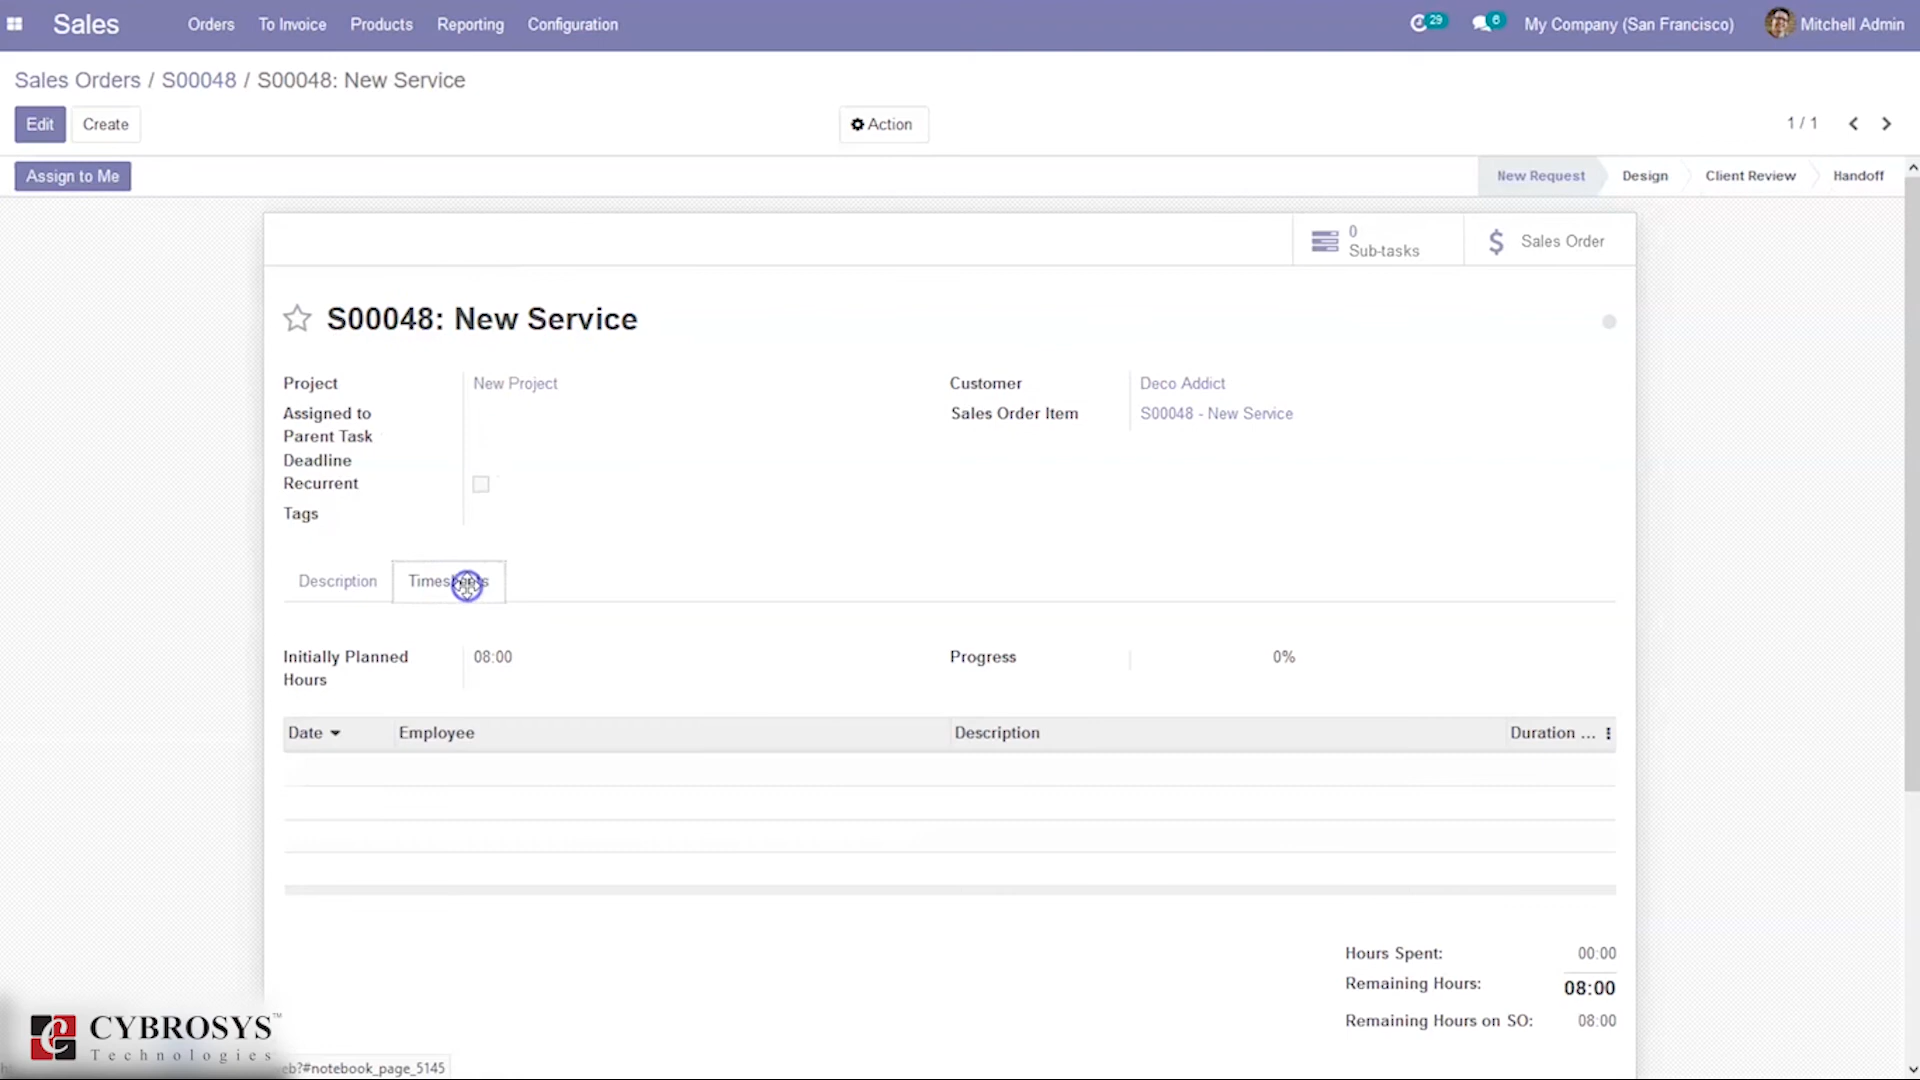 Sales Orders To Invoice Products Reporting Configuration 29 6 My Company (San Francisco) Mitchell Admin
Sales Orders / S00048 / S00048: New Service
Edit Create Action 1 / 1
Assign to Me New Request Design Client Review Handoff
0
Sub-tasks
Sales Order
S00048: New Service
Project New Project Customer Deco Addict
Assigned to Sales Order Item S00048 - New Service
Parent Task
Deadline
Recurrent
Tags
Description
Initially Planned Hours 08:00 Progress 0%
Date Employee Description Duration ...
Hours Spent: 00:00
Remaining Hours: 08:00
Remaining Hours on SO: 08:00
CYBROSYS™
Technologies
eb?#notebook_page_5145